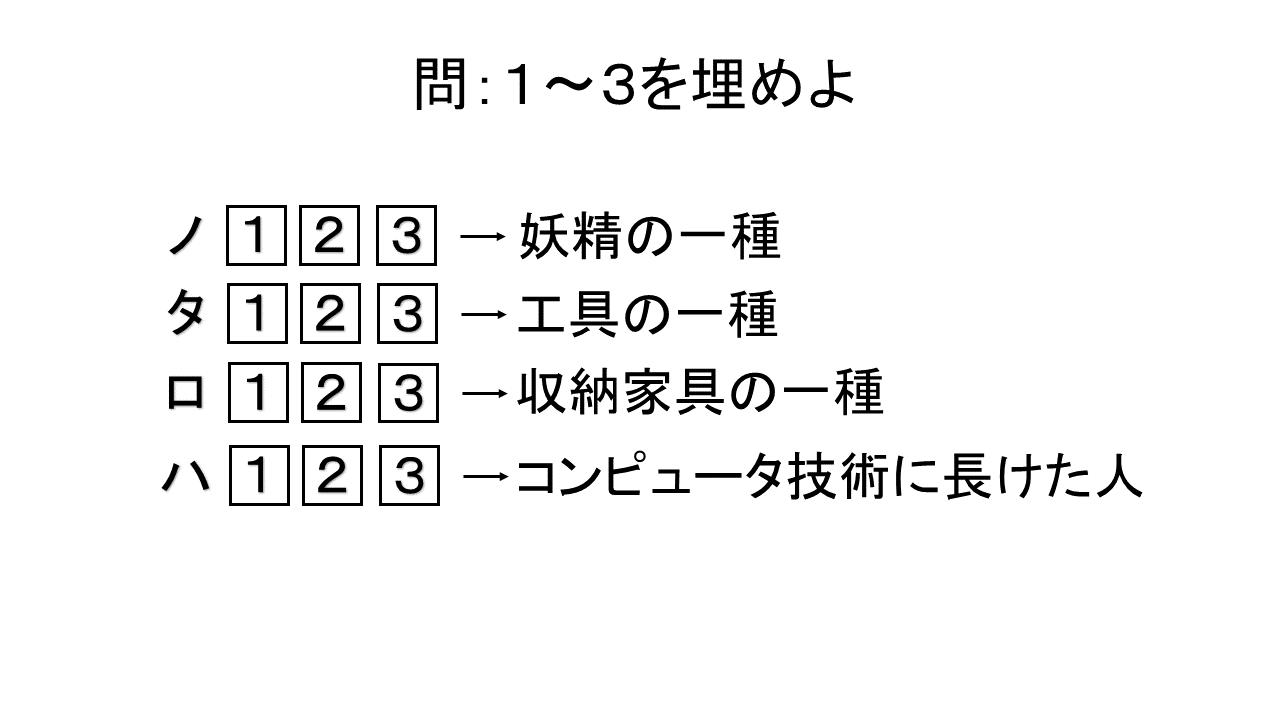 問：１～３を埋めよ
ノ １ ２ ３ → 妖精の一種
タ １ ２ ３ → 工具の一種
ロ １ ２ ３ → 収納家具の一種
ハ １ ２ ３ → コンピュータ技術に長けた人